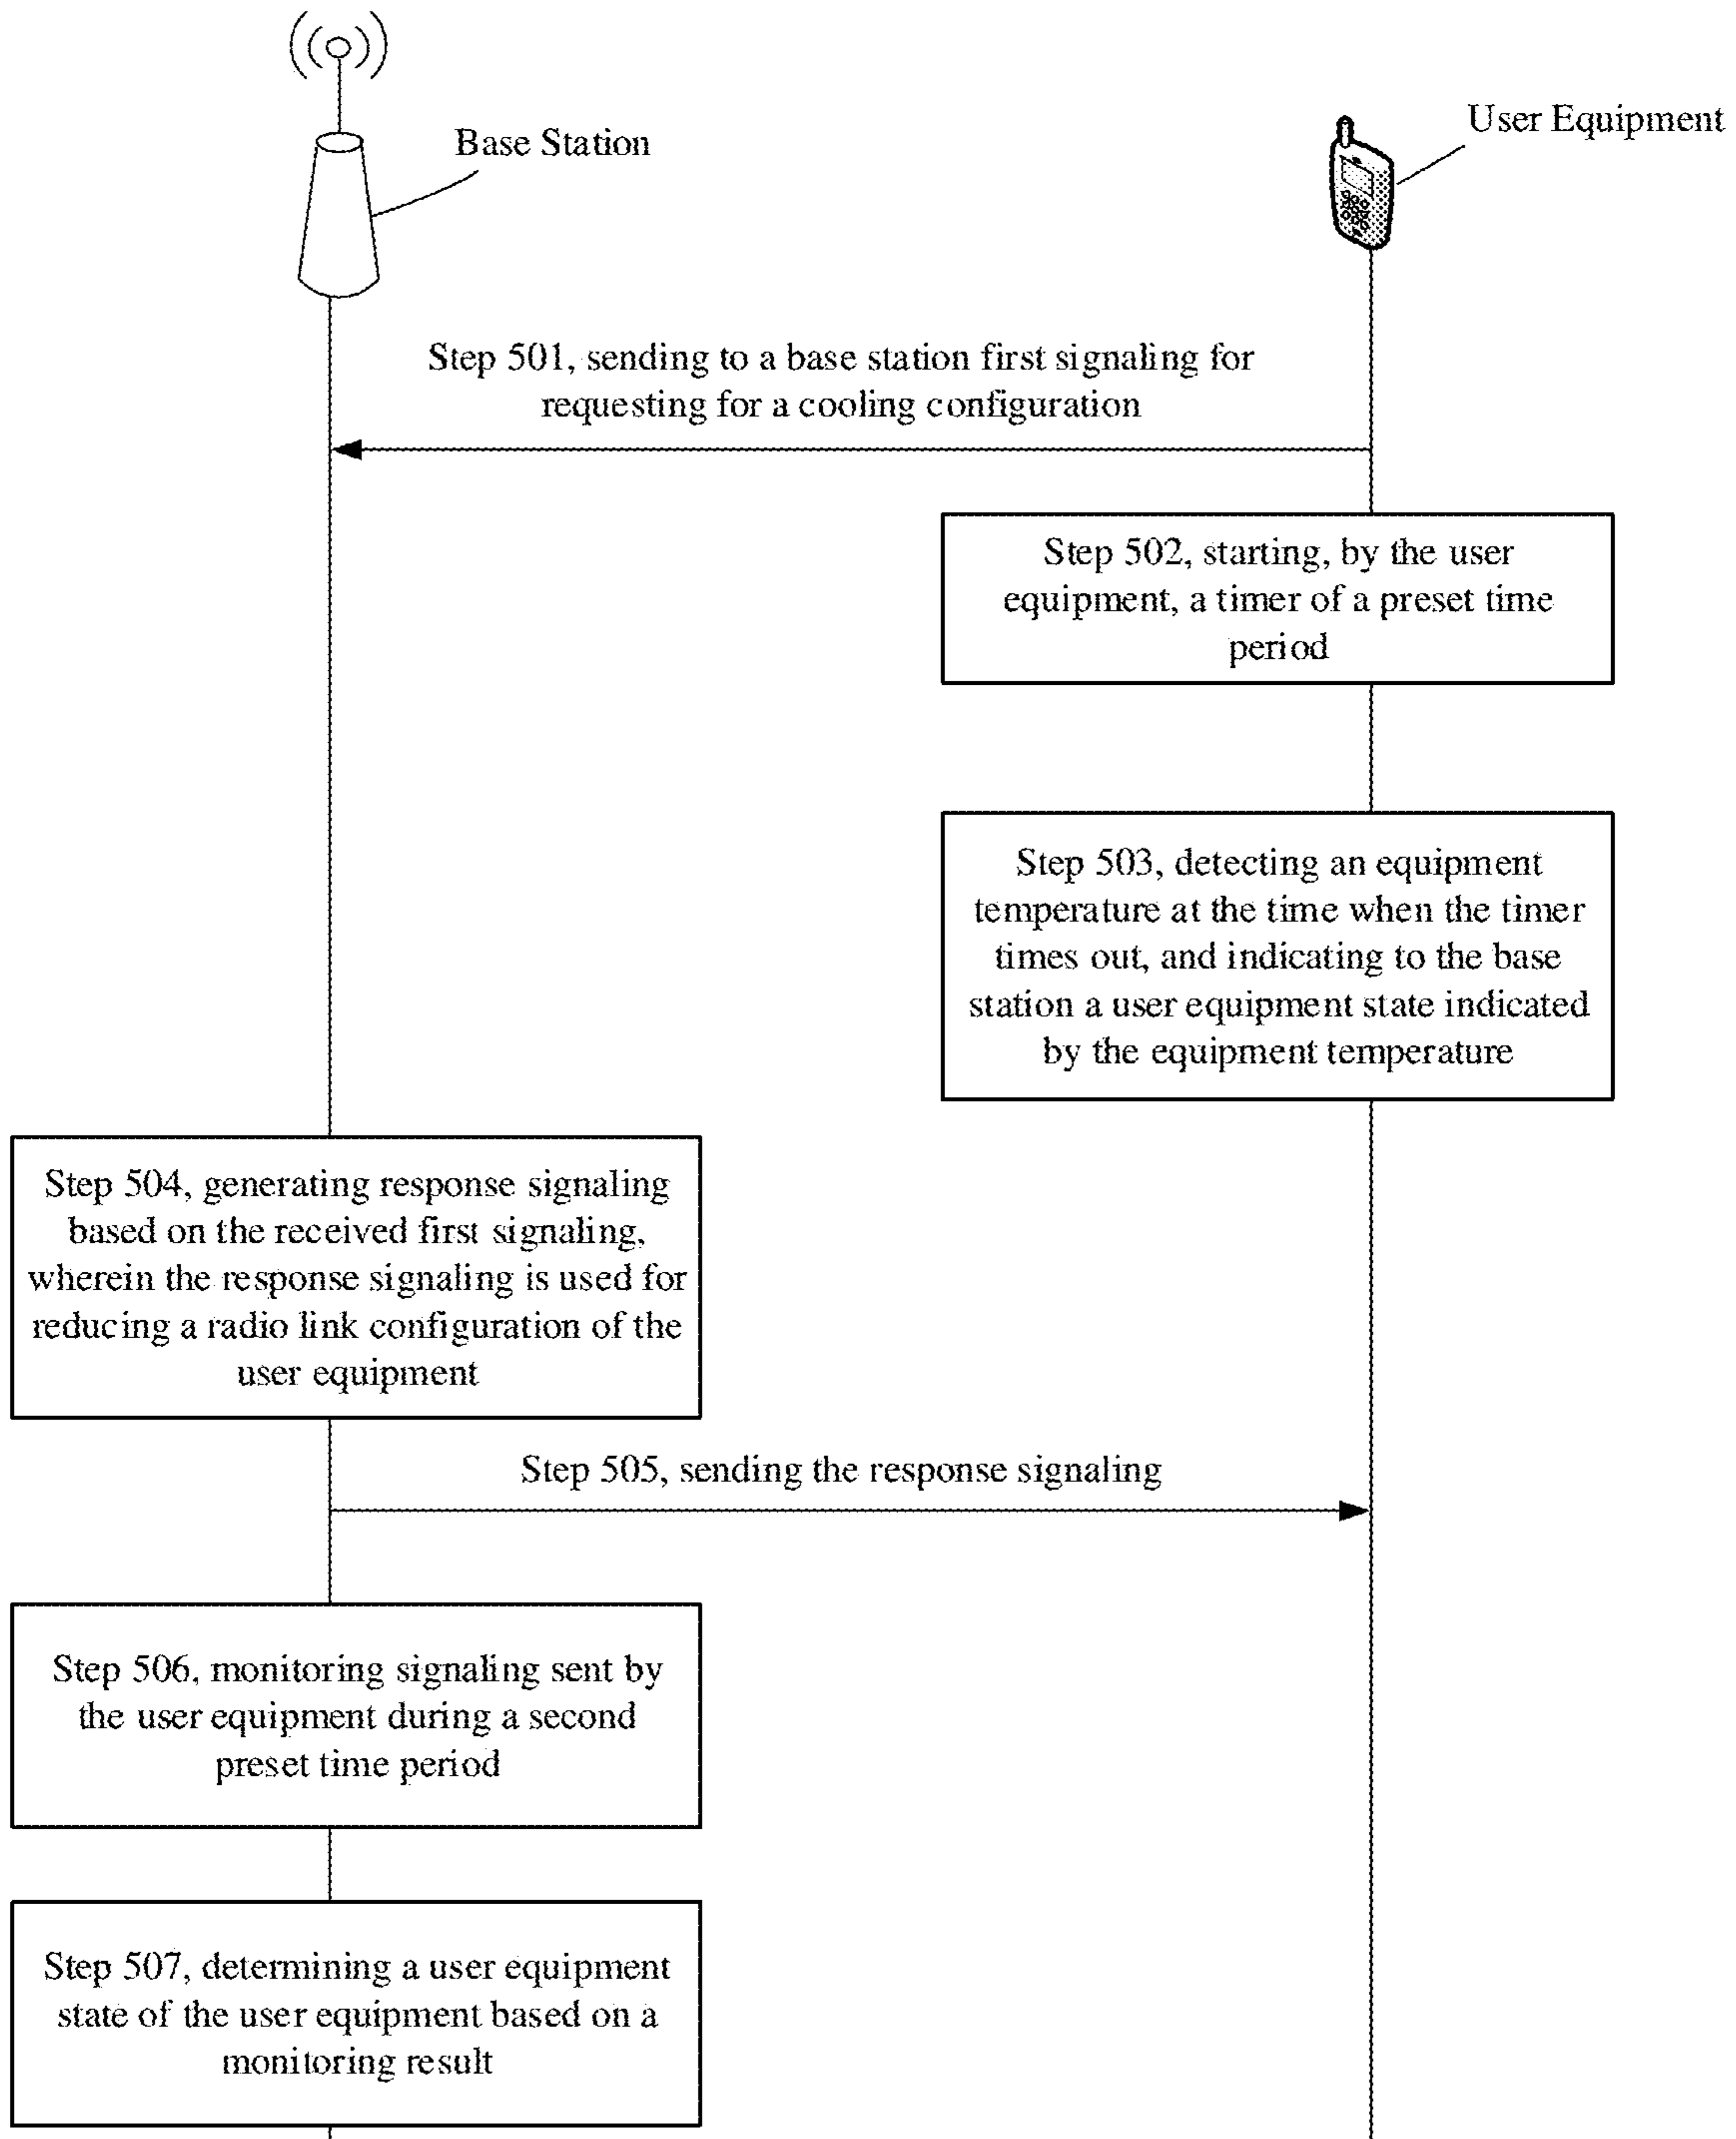 User Equipment
Base Station
Step 501, sending to a base station first signaling for
requesting for a cooling configuration
Step 502, starting, by the user
equipment, a timer of a preset time
period
Step 503, detecting an equipment
temperature at the time when the timer
times out, and indicating to the base
station a user equipment state indicated
by the equipment temperature
Step 504, generating response signaling
based on the received first signaling,
wherein the response signaling is used for
reducing a radio link configuration of the
user equipment
Step 505, sending the response signaling
Step 506, monitoring signaling sent by
the user equipment during a second
preset time period
Step 507, determining a user equipment
state of the user equipment based on a
monitoring result